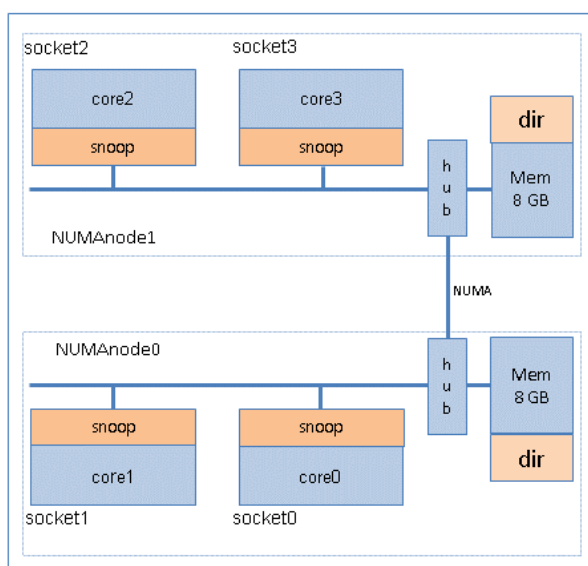 socket2
socket3
core2
core3
snoop
snoop
dir
h
u
b
Mem
8 GB
NUMAnode1
NUMA
NUMAnode0
h
u
b
Mem
8 GB
snoop
snoop
dir
core1
core0
socket1
socket0